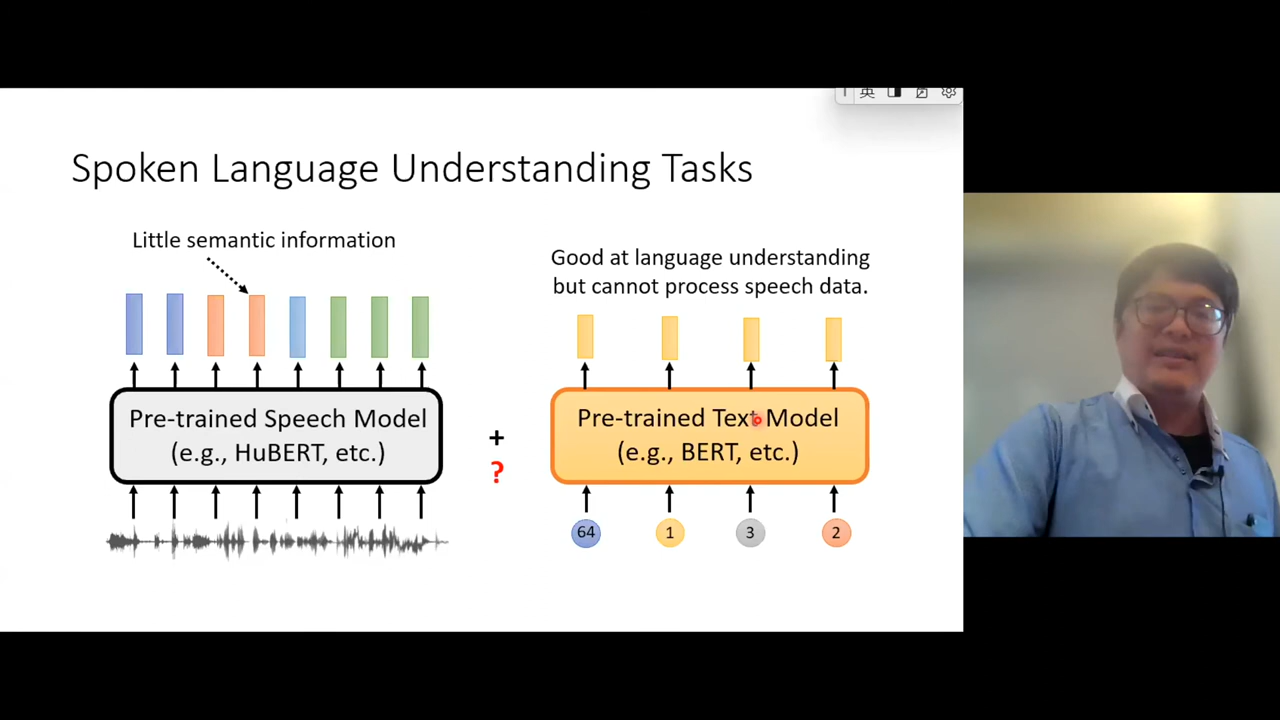 英
Spoken Language Understanding Tasks
Little semantic information
Good at language understanding
but cannot process speech data.
Pre-trained Speech Model
(e.g., HuBERT, etc.)
+
?
Pre-trained Text Model
(e.g., BERT, etc.)
64 1 3 2